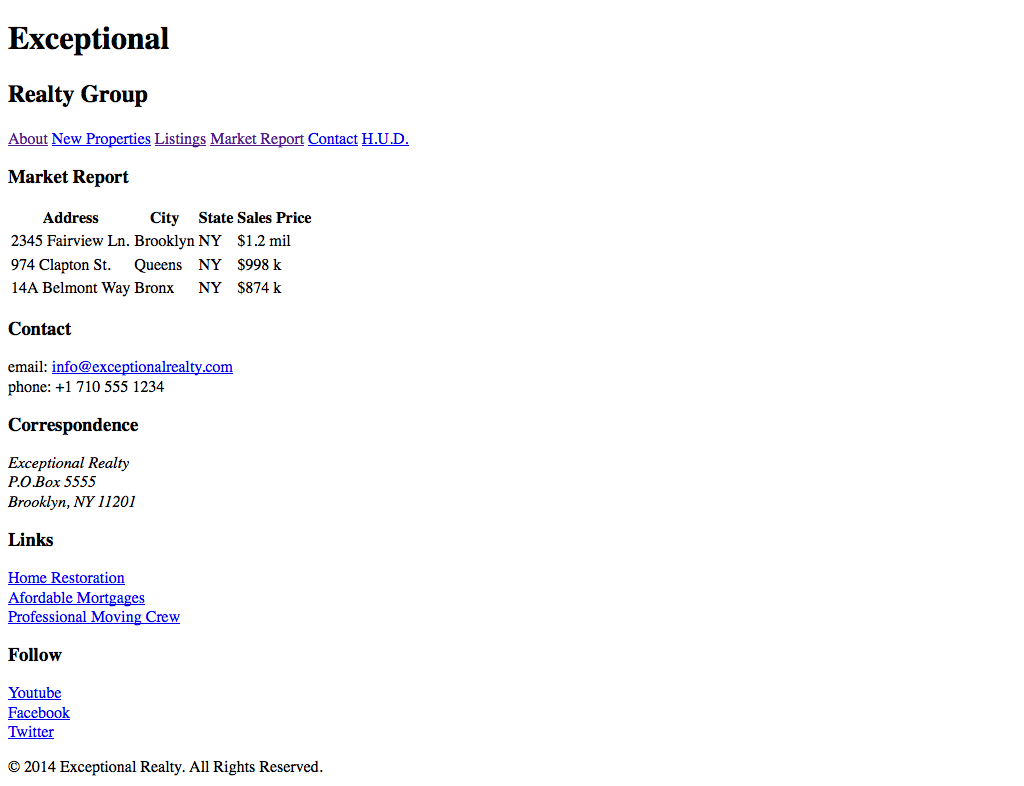 Exceptional
Realty Group
About New Properties Listings Market Report Contact H.U.D.
Market Report
Address City State Sales Price
2345 Fairview Ln. Brooklyn NY $1.2 mil
974 Clapton St. Queens NY $998 k
14A Belmont Way Bronx NY $874 k
Contact
email: info@exceptionalrealty.com
phone: +1 710 555 1234
Correspondence
Exceptional Realty
P.O.Box 5555
Brooklyn, NY 11201
Links
Home Restoration
Afordable Mortgages
Professional Moving Crew
Follow
Youtube
Facebook
Twitter
© 2014 Exceptional Realty. All Rights Reserved.